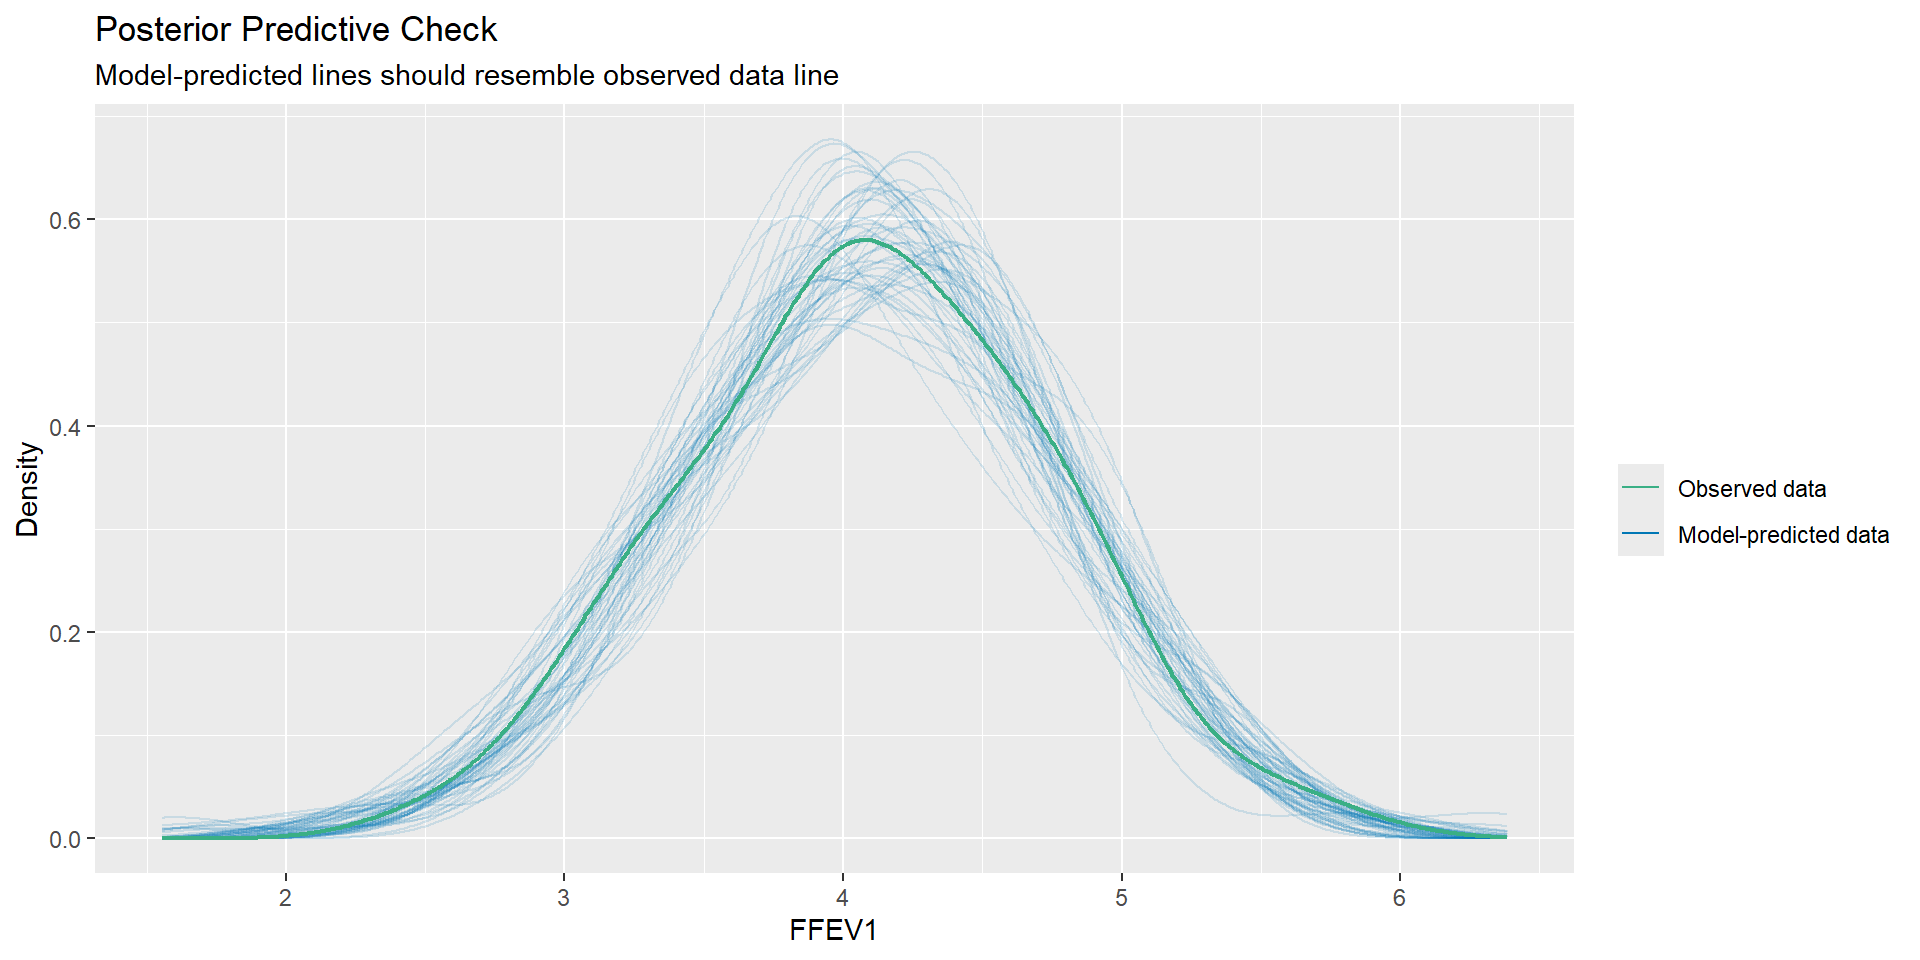 Posterior Predictive Check
Model-predicted lines should resemble observed data line
Density
0.6
0.4
0.2
0.0
2
3
4
5
6
FFEV1
Observed data
Model-predicted data